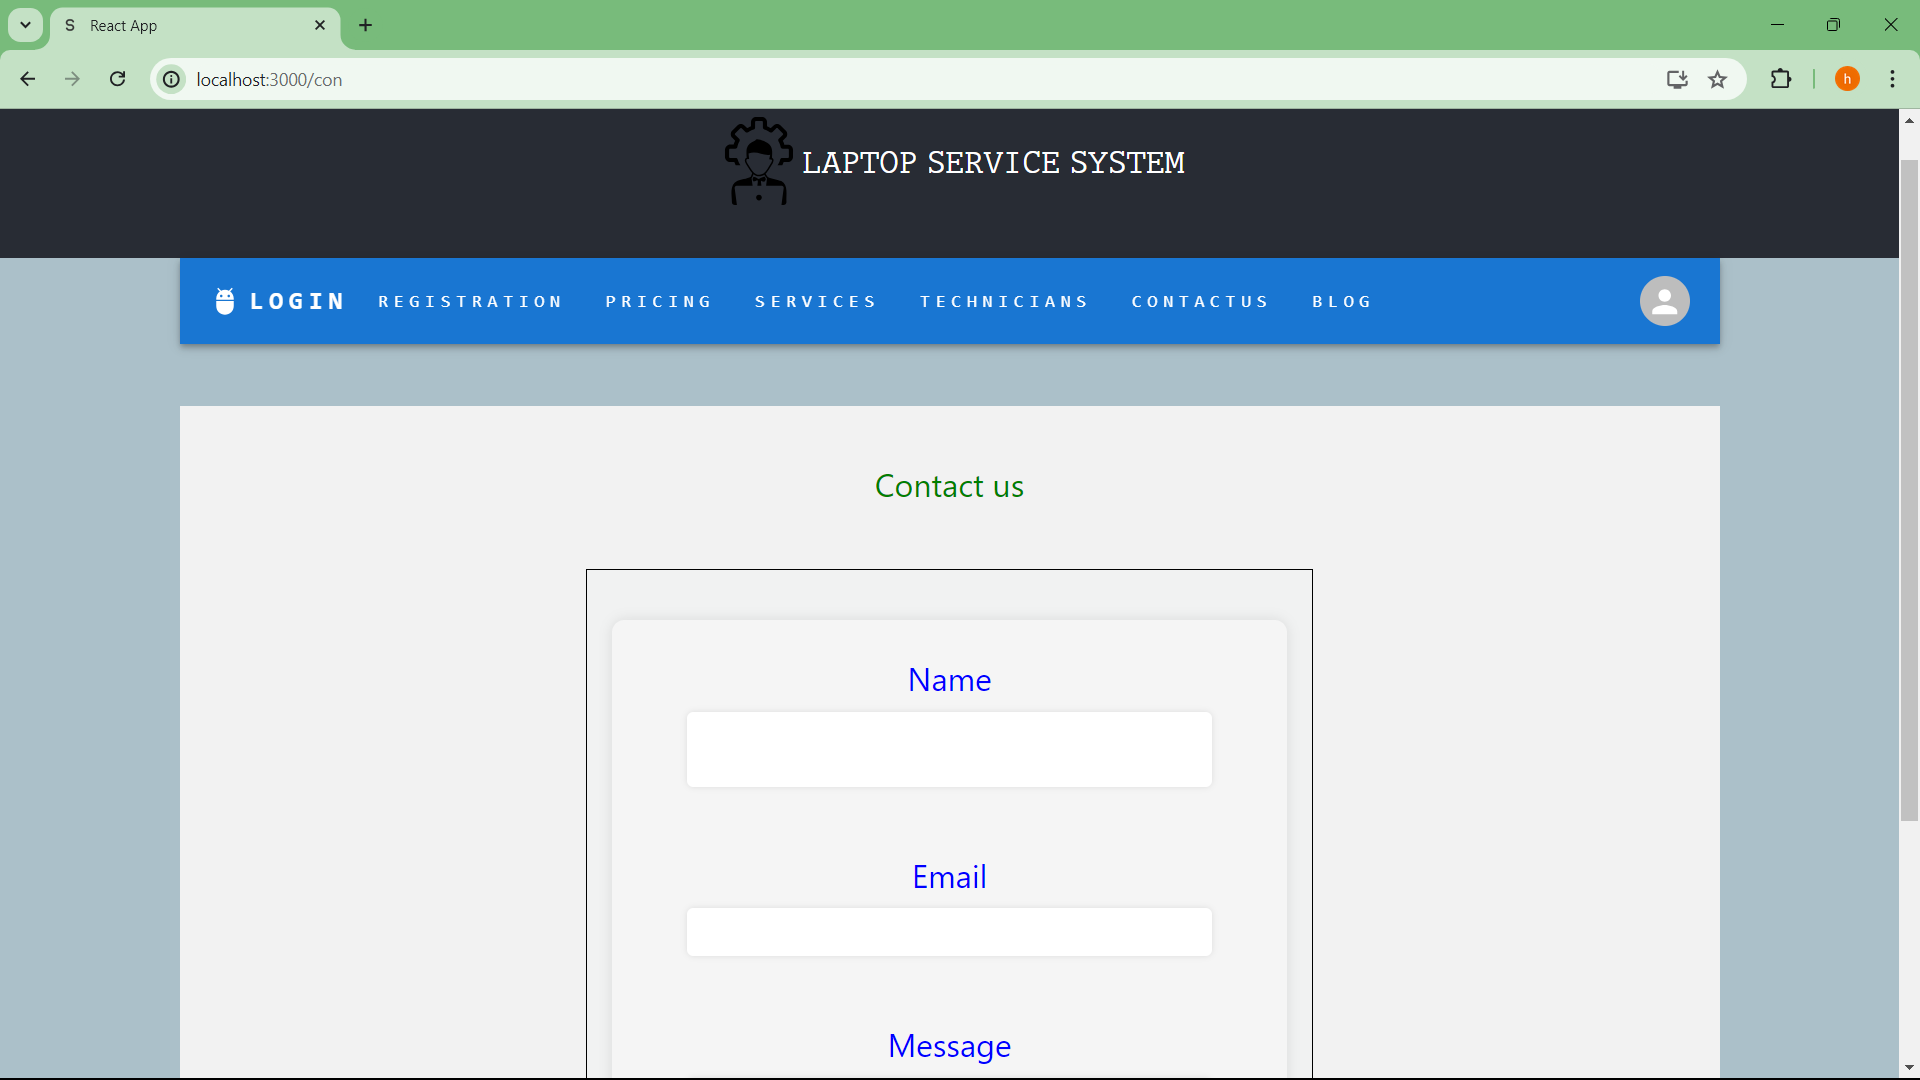 S React App
localhost:3000/con
h
LAPTOP SERVICE SYSTEM
LOGIN REGISTRATION PRICING SERVICES TECHNICIANS CONTACTUS BLOG
Contact us
Name
Email
Message